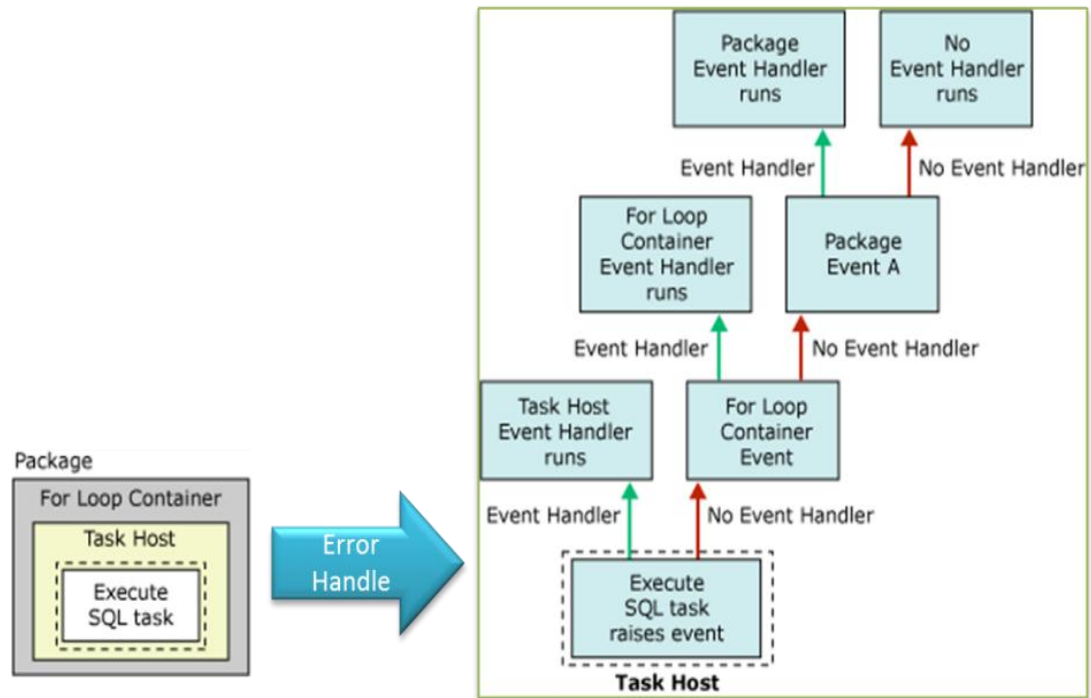 Package
For Loop Container
Task Host
Execute
SQL task
Error
Handle
Package
Event Handler
runs
No
Event Handler
runs
Event Handler
No Event Handler
For Loop
Container
Event Handler
runs
Package
Event A
Event Handler
No Event Handler
Task Host
Event Handler
runs
For Loop
Container
Event
Event Handler
No Event Handler
Execute
SQL task
raises event
Task Host